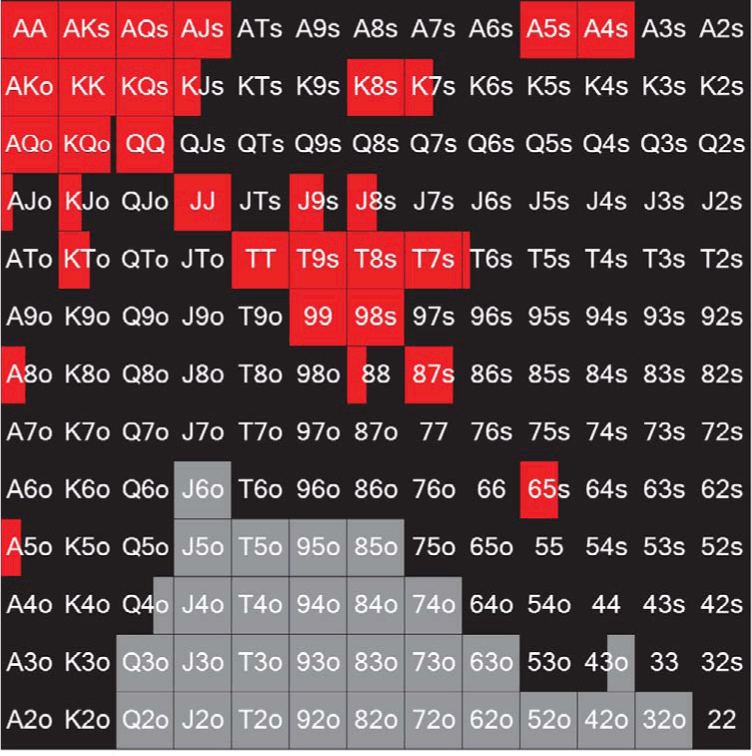 AA AKs AQs AJs ATs A9s A8s A7s A6s A5s A4s A3s A2s
AKo KK KQs KJs KTs K9s K8s K7s K6s K5s K4s K3s K2s
AQo KQo QQ QJs QTs Q9s Q8s Q7s Q6s Q5s Q4s Q3s Q2s
AJo KJo QJo JJ JTs J9s J8s J7s J6s J5s J4s J3s J2s
ATo KTo QTo JTo TT T9s T8s T7s T6s T5s T4s T3s T2s
A9o K9o Q9o J9o T9o 99 98s 97s 96s 95s 94s 93s 92s
A8o K8o Q8o J8o T8o 98o 88 87s 86s 85s 84s 83s 82s
A7o K7o Q7o J7o T7o 97o 87o 77 76s 75s 74s 73s 72s
A6o K6o Q6o J6o T6o 96o 86o 76o 66 65s 64s 63s 62s
A5o K5o Q5o J5o T5o 95o 85o 75o 65o 55 54s 53s 52s
A4o K4o Q4o J4o T4o 94o 84o 74o 64o 54o 44 43s 42s
A3o K3o Q3o J3o T3o 93o 83o 73o 63o 53o 43o 33 32s
A2o K2o Q2o J2o T2o 92o 82o 72o 62o 52o 42o 32o 22